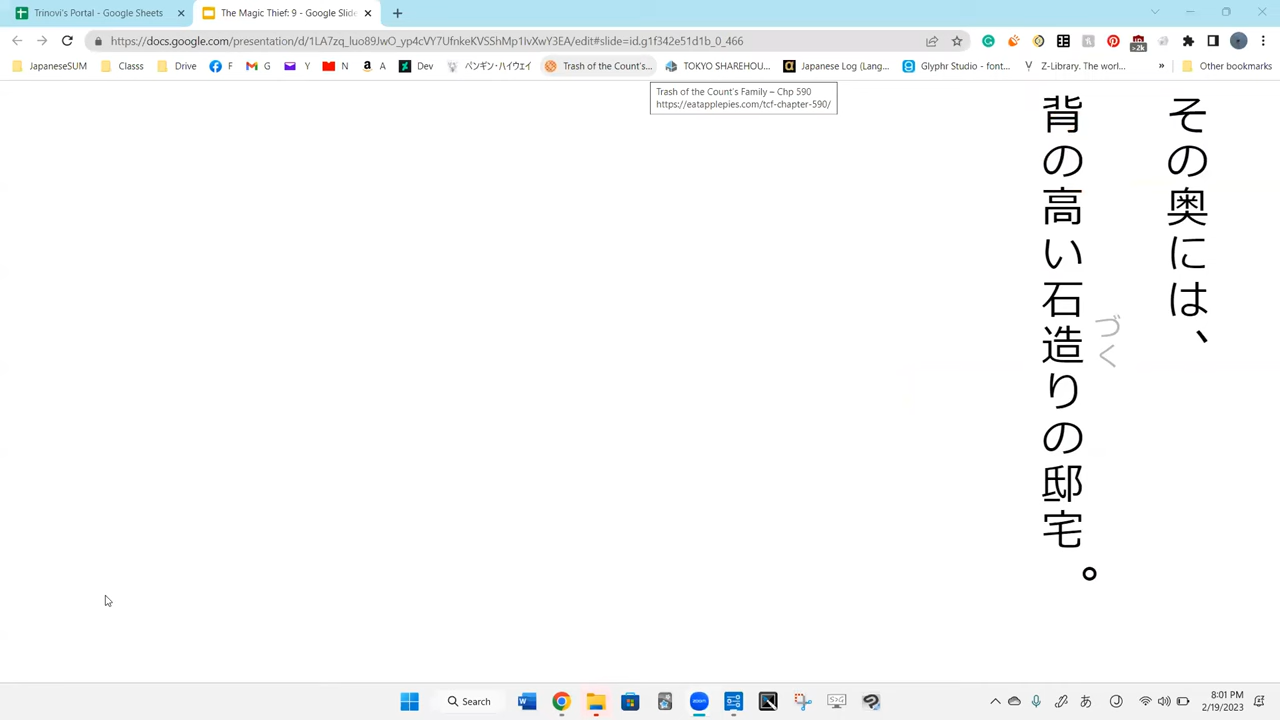 Trinovi's Portal - Google Sheets
The Magic Thief: 9 - Google Slide
https://docs.google.com/presentation/d/1LA7zq_luo89JwO_yp4cVY7UfnkeKVSShMp1IvXwY3EA/edit#slide=id.g1f342e51d1b_0_466
>2k
JapaneseSUM
Classs
Drive
F
G
Y
N
A
Dev
ペンギン・ハイウェイ
Trash of the Count's...
TOKYO SHAREHOU...
Japanese Log (Lang...
Glyphr Studio - font...
Z-Library. The worl...
Other bookmarks
Trash of the Count's Family – Chp 590
https://eatapplepies.com/tcf-chapter-590/
その奥には、
背の高い石造りの邸宅。
づく
Search
あ
8:01 PM
2/19/2023